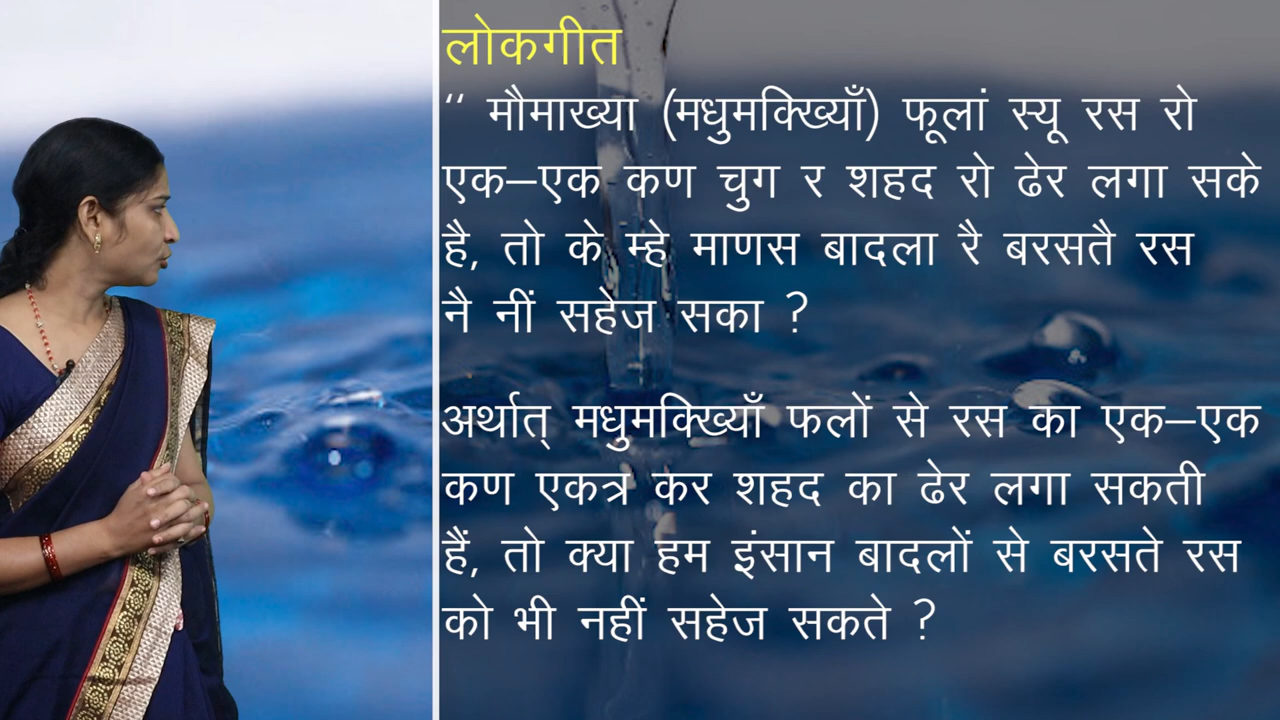 लोकगीत
‘‘ मौमाख्या (मधुमक्खियाँ) फूलां स्यू रस रो
एक–एक कण चुग र शहद रो ढेर लगा सके
है, तो के म्हे माणस बादला रै बरसतै रस
नै नीं सहेज सका ?
अर्थात् मधुमक्खियाँ फलों से रस का एक–एक
कण एकत्र कर शहद का ढेर लगा सकती
हैं, तो क्या हम इंसान बादलों से बरसते रस
को भी नहीं सहेज सकते ?